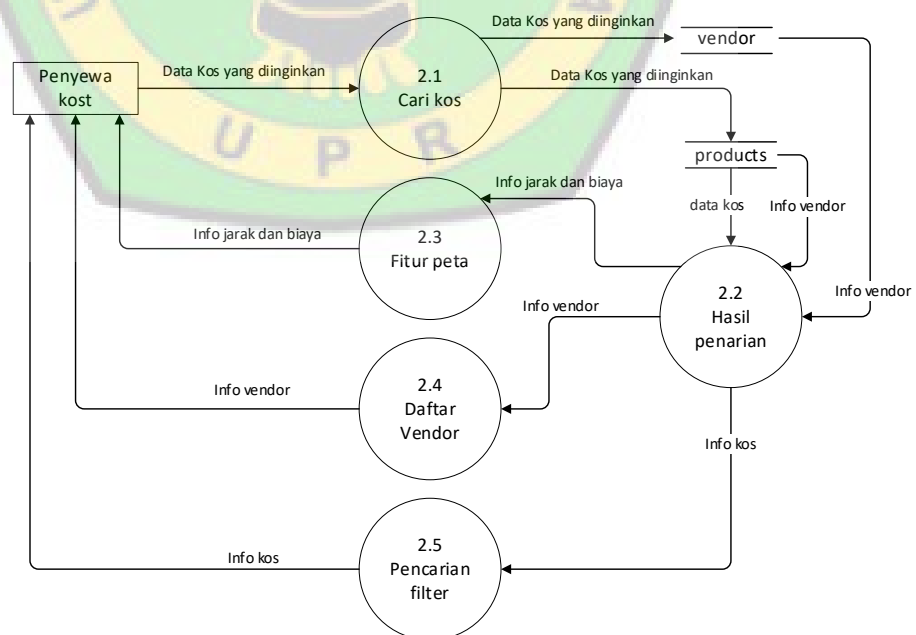 Data Kos yang diinginkan
vendor
Penyewa
kost
Data Kos yang diinginkan
2.1
Cari kos
Data Kos yang diinginkan
U P R
products
Info jarak dan biaya
data kos
Info vendor
Info jarak dan biaya
2.3
Fitur peta
2.2
Hasil
penarian
Info vendor
Info vendor
Info vendor
2.4
Daftar
Vendor
Info kos
Info kos
2.5
Pencarian
filter